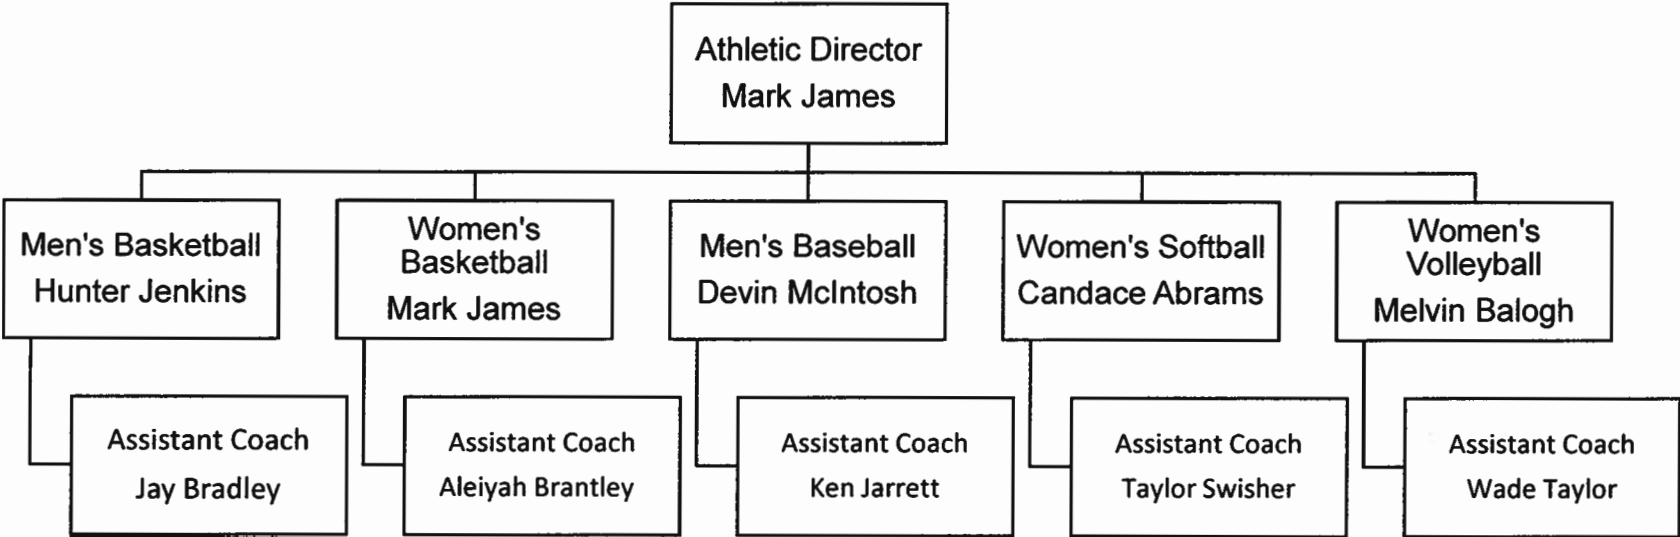 Athletic Director
Mark James
Men's Basketball
Hunter Jenkins
Women's
Basketball
Mark James
Men's Baseball
Devin McIntosh
Women's Softball
Candace Abrams
Women's
Volleyball
Melvin Balogh
Assistant Coach
Jay Bradley
Assistant Coach
Aleiyah Brantley
Assistant Coach
Ken Jarrett
Assistant Coach
Taylor Swisher
Assistant Coach
Wade Taylor